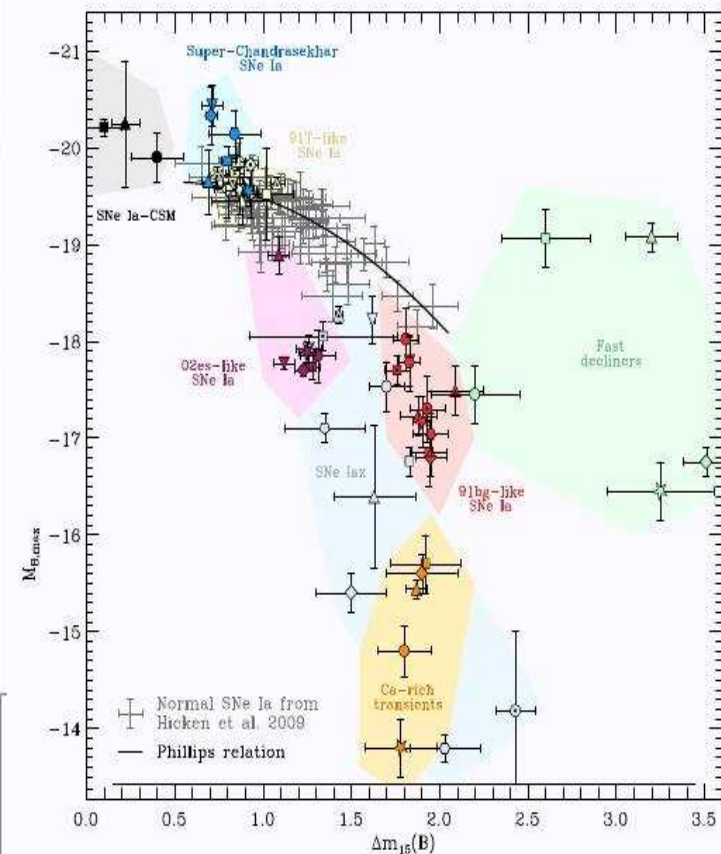 -21
-20
-19
-18
-17
-16
-15
-14
M_B,max
Super-Chandrasekhar
SNe Ia
91T-like
SNe Ia
SNe Ia-CSM
02es-like
SNe Ia
Fast
decliners
SNe Iax
91bg-like
SNe Ia
Ca-rich
transients
Normal SNe Ia from
Hicken et al. 2009
Phillips relation
0.0 0.5 1.0 1.5 2.0 2.5 3.0 3.5
Δm₁₅(B)